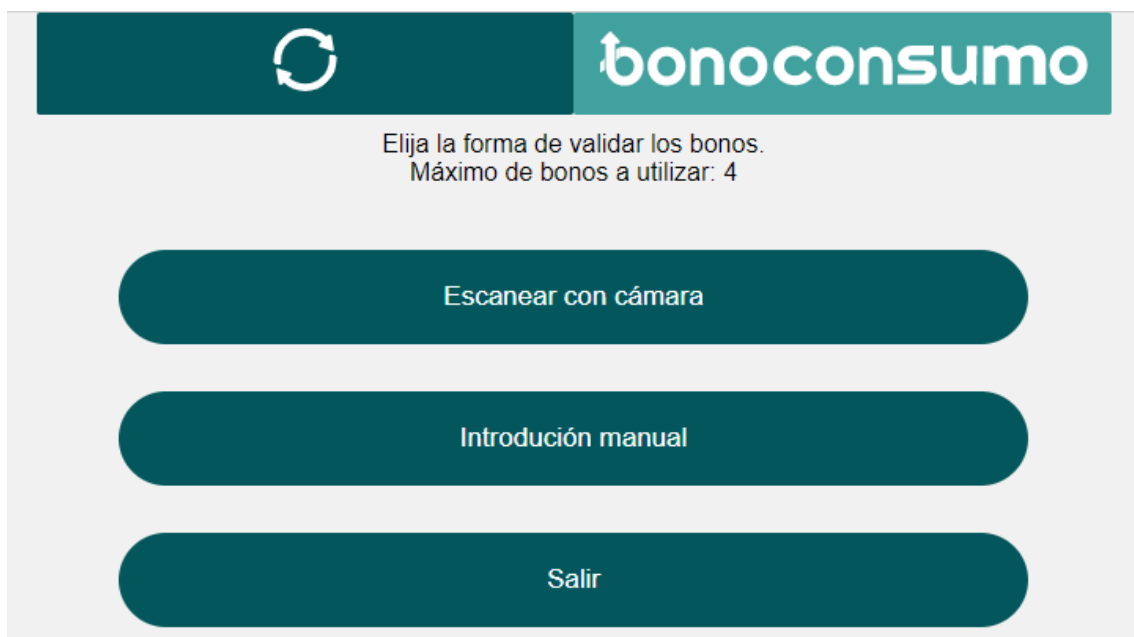 bonoconsumo
Elija la forma de validar los bonos.
Máximo de bonos a utilizar: 4
Escanear con cámara
Introdución manual
Salir